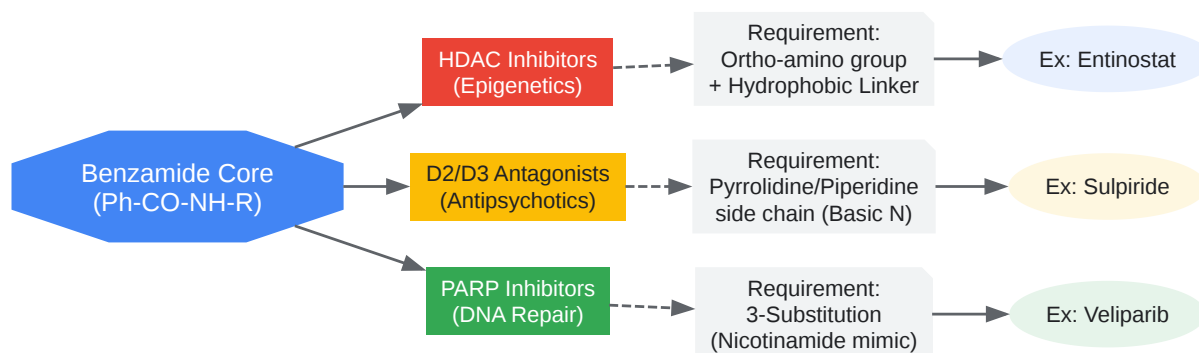 Benzamide Core
(Ph-CO-NH-R)
HDAC Inhibitors
(Epigenetics)
Requirement:
Ortho-amino group
+ Hydrophobic Linker
Ex: Entinostat
D2/D3 Antagonists
(Antipsychotics)
Requirement:
Pyrrolidine/Piperidine
side chain (Basic N)
Ex: Sulpiride
PARP Inhibitors
(DNA Repair)
Requirement:
3-Substitution
(Nicotinamide mimic)
Ex: Veliparib